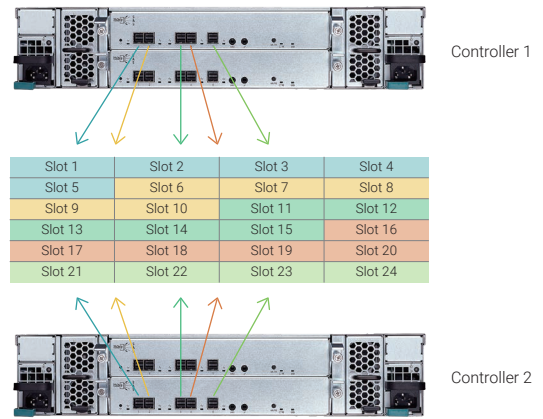 Controller 1
Slot 1 Slot 2 Slot 3 Slot 4
Slot 5 Slot 6 Slot 7 Slot 8
Slot 9 Slot 10 Slot 11 Slot 12
Slot 13 Slot 14 Slot 15 Slot 16
Slot 17 Slot 18 Slot 19 Slot 20
Slot 21 Slot 22 Slot 23 Slot 24
Controller 2